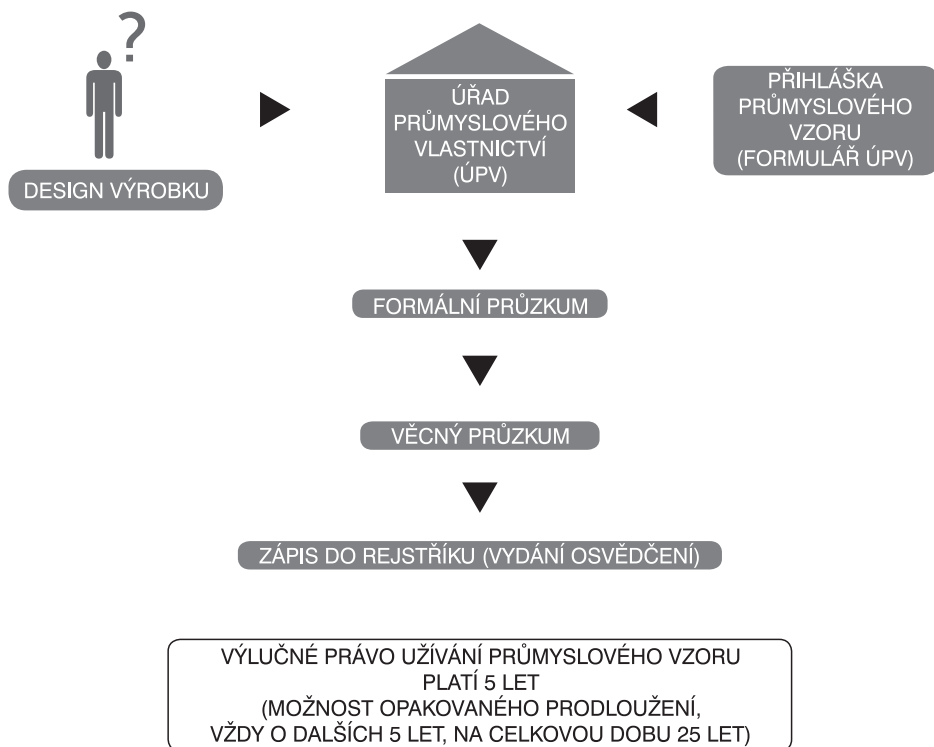 ?
DESIGN VÝROBKU
ÚŘAD
PRŮMYSLOVÉHO
VLASTNICTVÍ
(ÚPV)
PŘIHLÁŠKA
PRŮMYSLOVÉHO
VZORU
(FORMULÁŘ ÚPV)
FORMÁLNÍ PRŮZKUM
VĚCNÝ PRŮZKUM
ZÁPIS DO REJSTŘÍKU (VYDÁNÍ OSVĚDČENÍ)
VÝLUČNÉ PRÁVO UŽÍVÁNÍ PRŮMYSLOVÉHO VZORU
PLATÍ 5 LET
(MOŽNOST OPAKOVANÉHO PRODLOUŽENÍ,
VŽDY O DALŠÍCH 5 LET, NA CELKOVOU DOBU 25 LET)